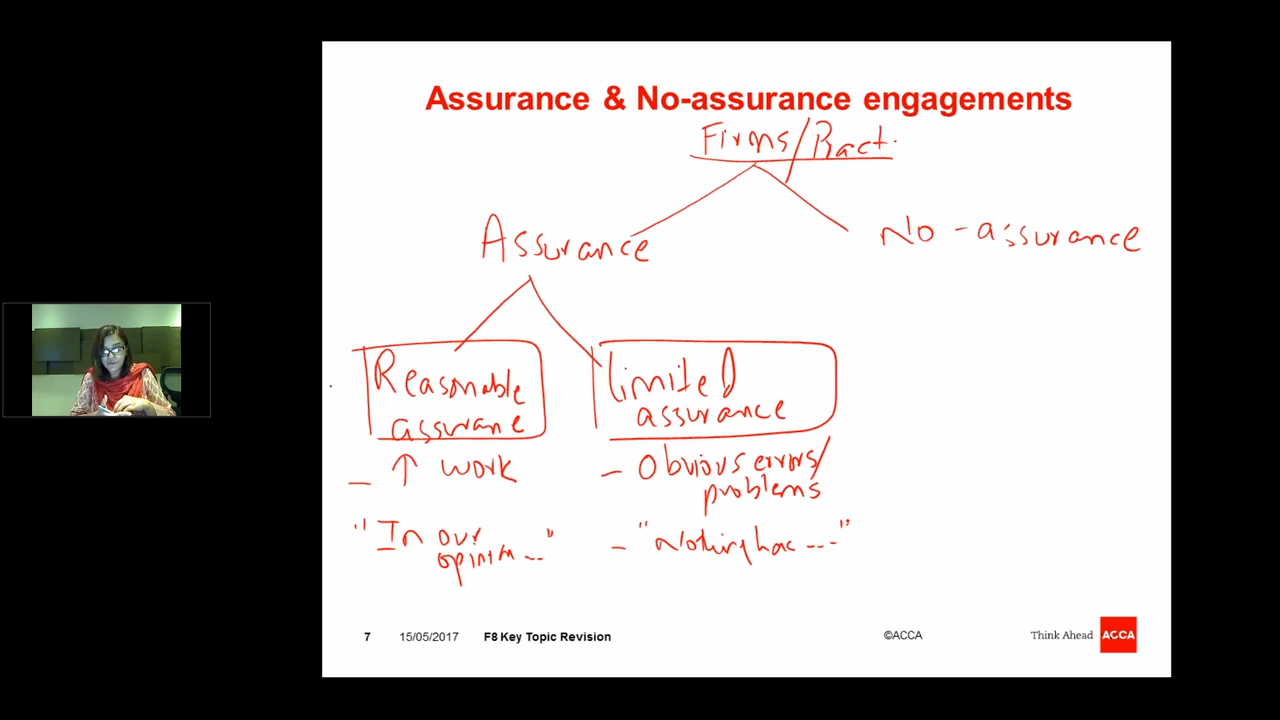 Assurance & No-assurance engagements
Firms/Pract.
Assurance
No-assurance
Reasonable
assurane
Limited
assurance
- ↑ work
- Obvious errors/
problems
"In our
opinion..."
- "Nothing has ---"
7
15/05/2017
F8 Key Topic Revision
©ACCA
Think Ahead
ACCA